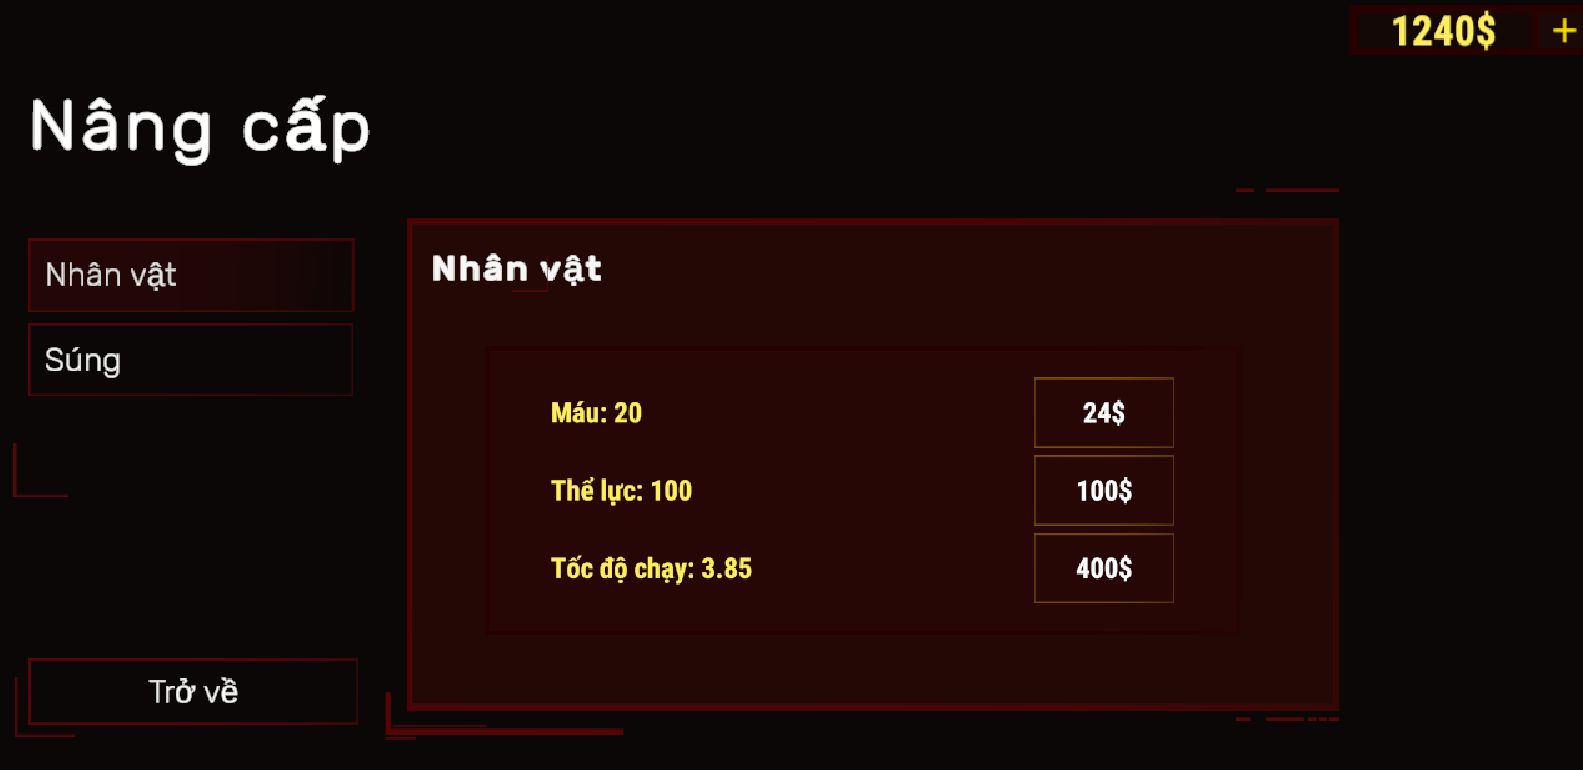 1240$ +
Nâng cấp
Nhân vật
Súng
Nhân vật
Máu: 20 24$
Thể lực: 100 100$
Tốc độ chạy: 3.85 400$
Trở về